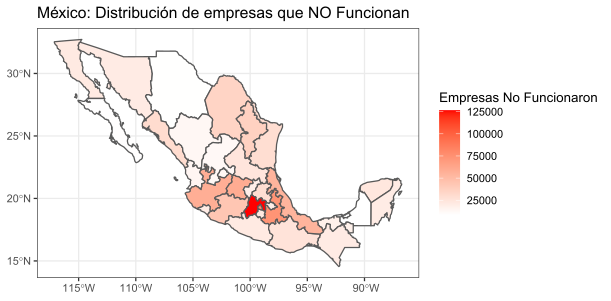 México: Distribución de empresas que NO Funcionan
30°N
25°N
20°N
15°N
115°W
110°W
105°W
100°W
95°W
90°W
Empresas No Funcionaron
125000
100000
75000
50000
25000